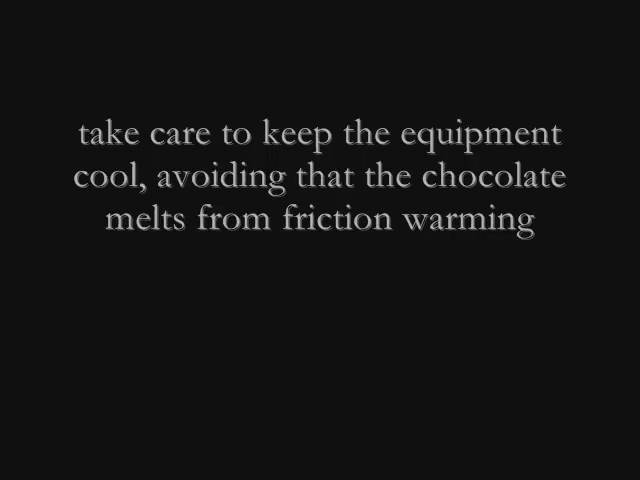 take care to keep the equipment
cool, avoiding that the chocolate
melts from friction warming